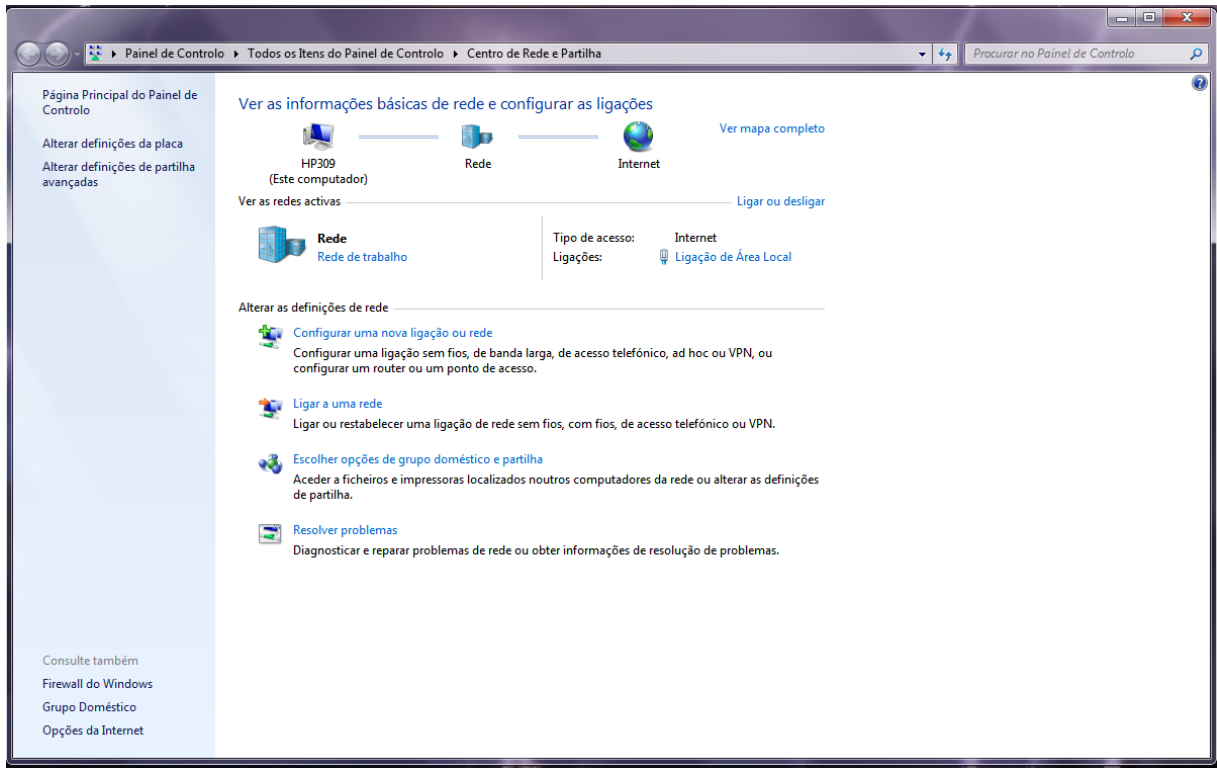 Painel de Controlo ▸ Todos os Itens do Painel de Controlo ▸ Centro de Rede e Partilha
Procurar no Painel de Controlo
Página Principal do Painel de
Controlo
Alterar definições da placa
Alterar definições de partilha
avançadas
Consulte também
Firewall do Windows
Grupo Doméstico
Opções da Internet
Ver as informações básicas de rede e configurar as ligações
Ver mapa completo
HP309
(Este computador)
Rede
Internet
Ver as redes activas
Ligar ou desligar
Rede
Rede de trabalho
Tipo de acesso: Internet
Ligações: Ligação de Área Local
Alterar as definições de rede
Configurar uma nova ligação ou rede
Configurar uma ligação sem fios, de banda larga, de acesso telefónico, ad hoc ou VPN, ou
configurar um router ou um ponto de acesso.
Ligar a uma rede
Ligar ou restabelecer uma ligação de rede sem fios, com fios, de acesso telefónico ou VPN.
Escolher opções de grupo doméstico e partilha
Aceder a ficheiros e impressoras localizados noutros computadores da rede ou alterar as definições
de partilha.
Resolver problemas
Diagnosticar e reparar problemas de rede ou obter informações de resolução de problemas.